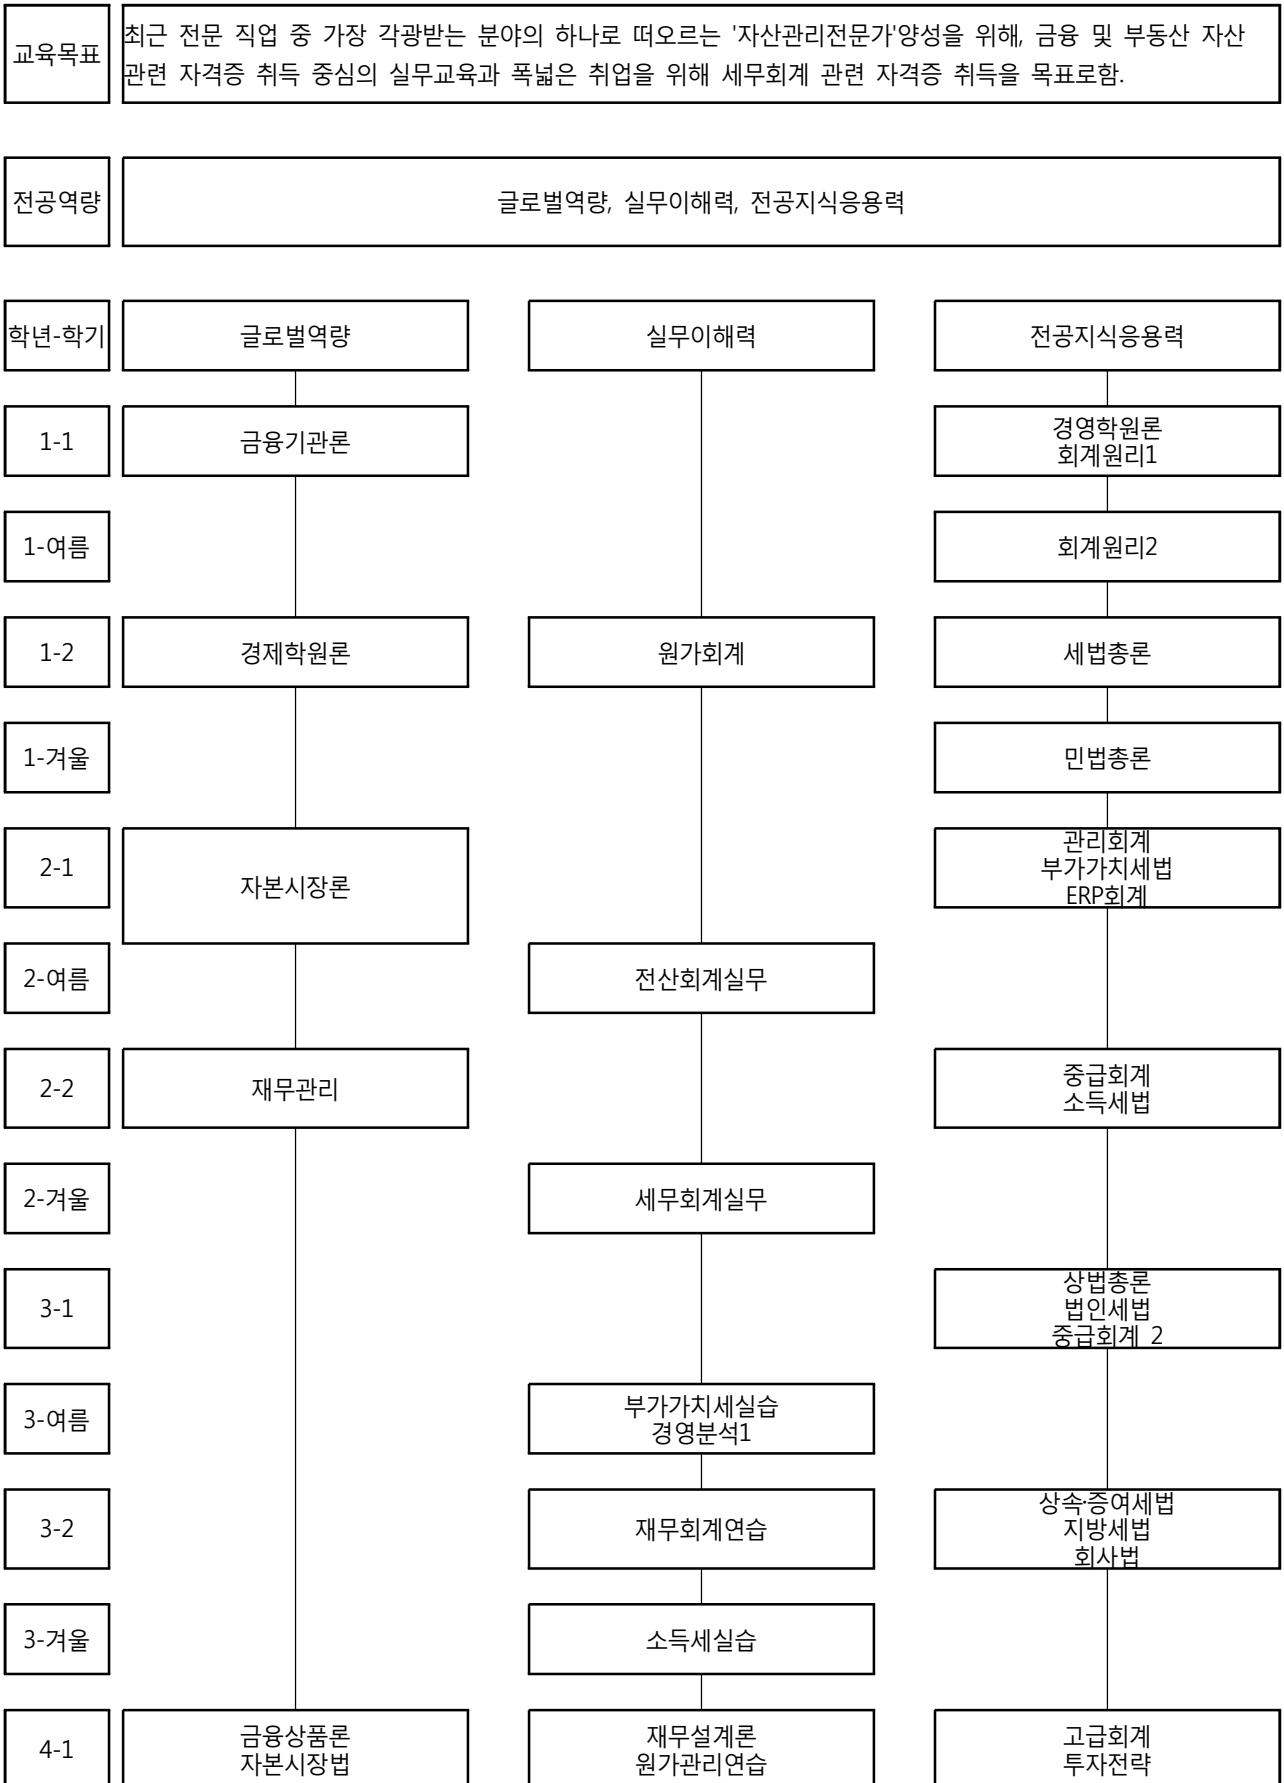 교육목표
최근 전문 직업 중 가장 각광받는 분야의 하나로 떠오르는 '자산관리전문가'양성을 위해, 금융 및 부동산 자산
관련 자격증 취득 중심의 실무교육과 폭넓은 취업을 위해 세무회계 관련 자격증 취득을 목표로함.
전공역량
글로벌역량, 실무이해력, 전공지식응용력
학년-학기
글로벌역량
실무이해력
전공지식응용력
1-1
금융기관론
경영학원론
회계원리1
1-여름
회계원리2
1-2
경제학원론
원가회계
세법총론
1-겨울
민법총론
2-1
자본시장론
관리회계
부가가치세법
ERP회계
2-여름
전산회계실무
2-2
재무관리
중급회계
소득세법
2-겨울
세무회계실무
3-1
상법총론
법인세법
중급회계 2
3-여름
부가가치세실습
경영분석1
3-2
재무회계연습
상속·증여세법
지방세법
회사법
3-겨울
소득세실습
4-1
금융상품론
자본시장법
재무설계론
원가관리연습
고급회계
투자전략